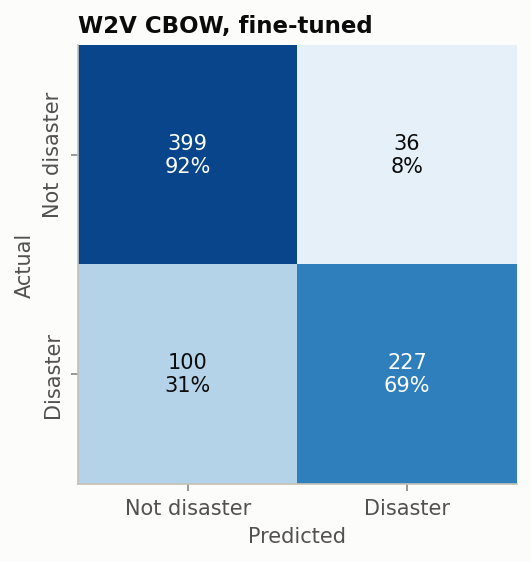 W2V CBOW, fine-tuned
Actual
Not disaster
399
92%
36
8%
Disaster
100
31%
227
69%
Not disaster
Disaster
Predicted